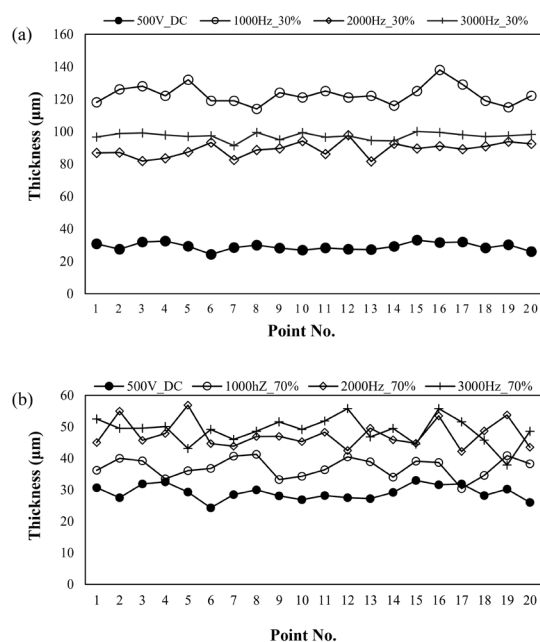 (a)
500V_DC 1000Hz_30% 2000Hz_30% 3000Hz_30%
160
140
120
100
80
60
40
20
0
Thickness (μm)
1 2 3 4 5 6 7 8 9 10 11 12 13 14 15 16 17 18 19 20
Point No.
(b)
500V_DC 1000hZ_70% 2000Hz_70% 3000Hz_70%
60
50
40
30
20
10
0
Thickness (μm)
1 2 3 4 5 6 7 8 9 10 11 12 13 14 15 16 17 18 19 20
Point No.